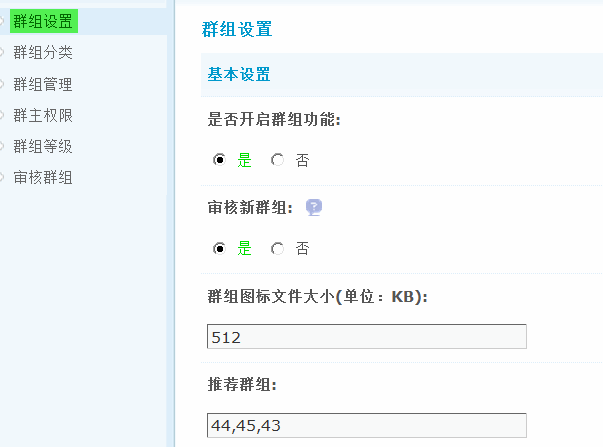 群组设置
群组分类
群组管理
群主权限
群组等级
审核群组
群组设置
基本设置
是否开启群组功能:
是 否
审核新群组: ?
是 否
群组图标文件大小(单位：KB):
512
推荐群组:
44,45,43